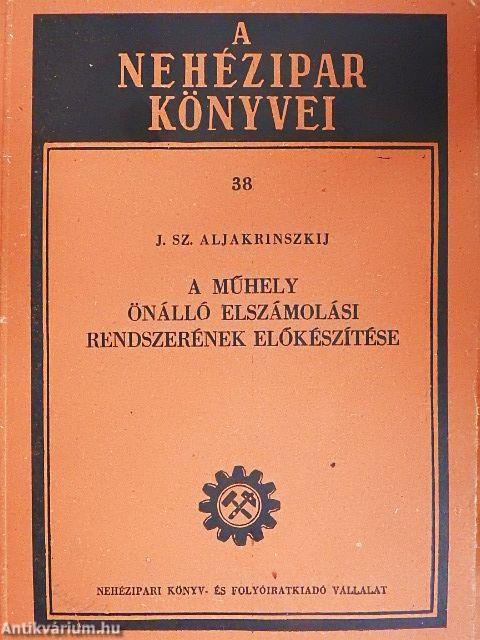 A
NEHÉZIPAR
KÖNYVEI
38
J. SZ. ALJAKRINSZKIJ
A MŰHELY
ÖNÁLLÓ ELSZÁMOLÁSI
RENDSZERÉNEK ELŐKÉSZÍTÉSE
NEHÉZIPARI KÖNYV- ÉS FOLYÓIRATKIADÓ VÁLLALAT
Antikvárium.hu